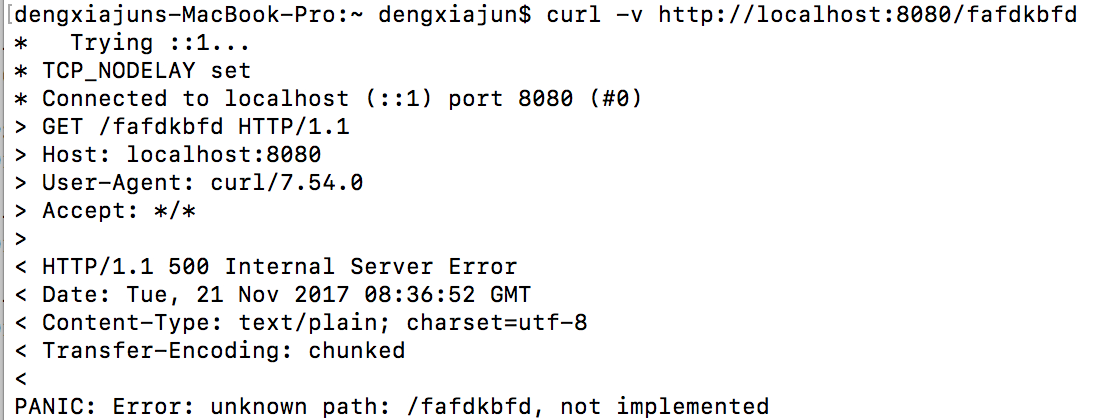 [dengxiajuns-MacBook-Pro:~ dengxiajun$ curl -v http://localhost:8080/fafdkbfd
*   Trying ::1...
* TCP_NODELAY set
* Connected to localhost (::1) port 8080 (#0)
> GET /fafdkbfd HTTP/1.1
> Host: localhost:8080
> User-Agent: curl/7.54.0
> Accept: */*
>
< HTTP/1.1 500 Internal Server Error
< Date: Tue, 21 Nov 2017 08:36:52 GMT
< Content-Type: text/plain; charset=utf-8
< Transfer-Encoding: chunked
<
PANIC: Error: unknown path: /fafdkbfd, not implemented